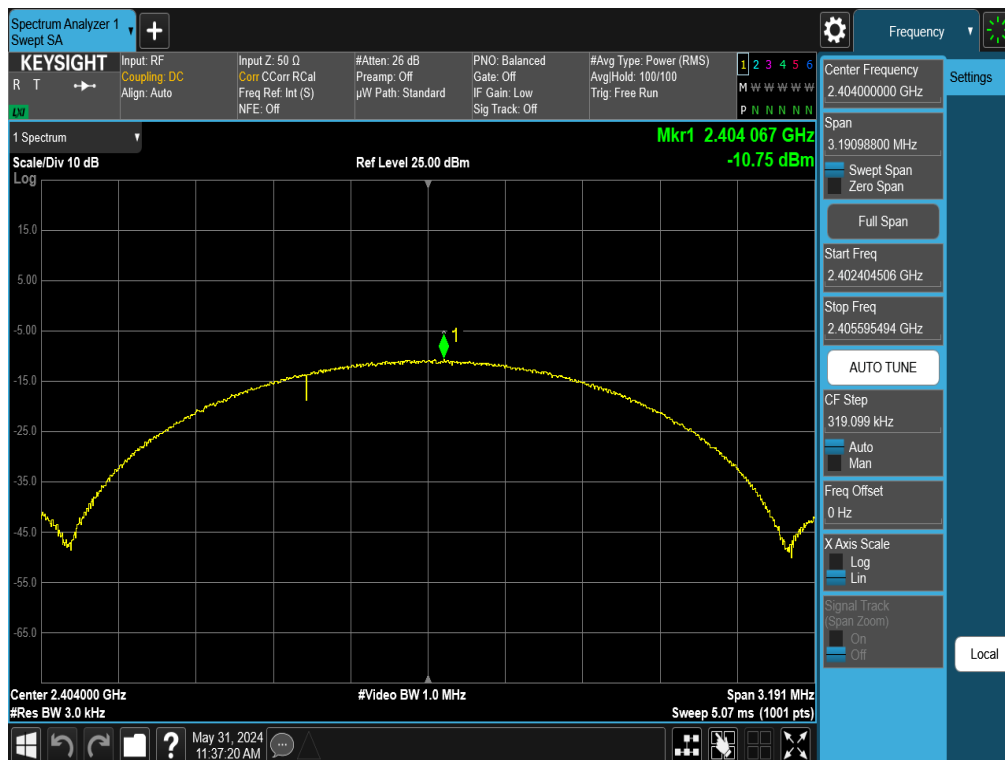 Spectrum Analyzer 1
Swept SA
Frequency
KEYSIGHT
R T
LXI
Input: RF
Coupling: DC
Align: Auto
Input Z: 50 Ω
Corr CCorr RCal
Freq Ref: Int (S)
NFE: Off
#Atten: 26 dB
Preamp: Off
µW Path: Standard
PNO: Balanced
Gate: Off
IF Gain: Low
Sig Track: Off
#Avg Type: Power (RMS)
Avg|Hold: 100/100
Trig: Free Run
1 2 3 4 5 6
M W W W W W
P N N N N N
1 Spectrum
Mkr1 2.404 067 GHz
-10.75 dBm
Scale/Div 10 dB
Ref Level 25.00 dBm
Log
15.0
5.00
-5.00
-15.0
-25.0
-35.0
-45.0
-55.0
-65.0
1
Center 2.404000 GHz
#Video BW 1.0 MHz
Span 3.191 MHz
#Res BW 3.0 kHz
Sweep 5.07 ms (1001 pts)
Center Frequency
2.404000000 GHz
Settings
Span
3.19098800 MHz
Swept Span
Zero Span
Full Span
Start Freq
2.402404506 GHz
Stop Freq
2.405595494 GHz
AUTO TUNE
CF Step
319.099 kHz
Auto
Man
Freq Offset
0 Hz
X Axis Scale
Log
Lin
Signal Track
(Span Zoom)
On
Off
Local
?
May 31, 2024
11:37:20 AM